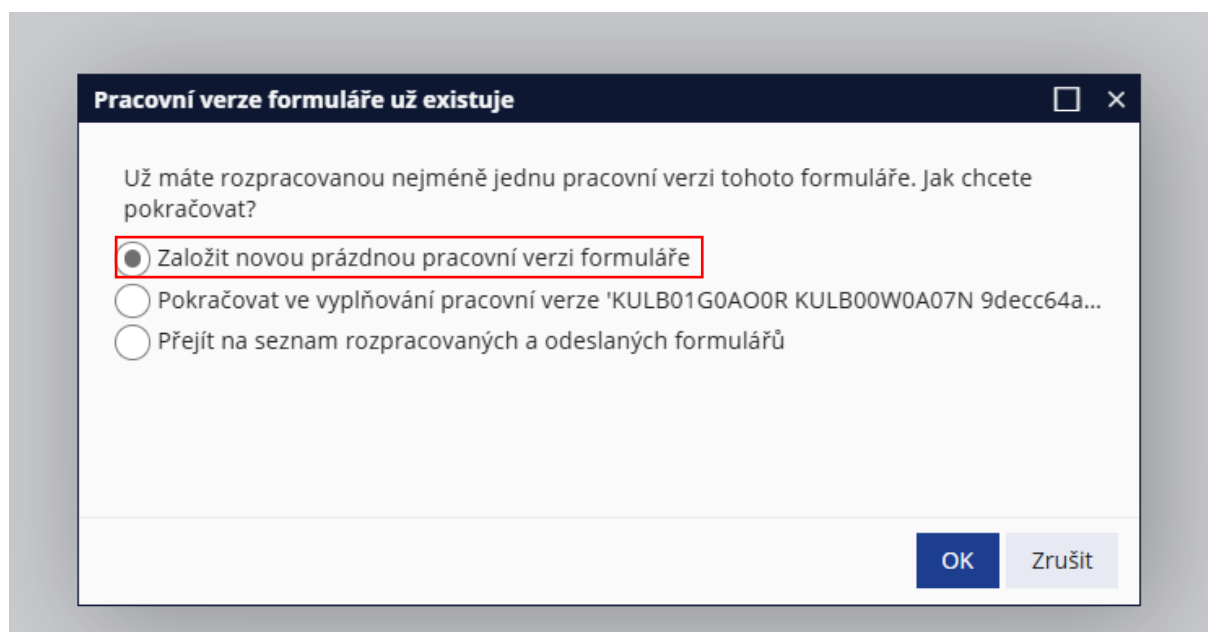 Pracovní verze formuláře už existuje
Už máte rozpracovanou nejméně jednu pracovní verzi tohoto formuláře. Jak chcete
pokračovat?
Založit novou prázdnou pracovní verzi formuláře
Pokračovat ve vyplňování pracovní verze 'KULB01G0AO0R KULB00W0A07N 9decc64a...
Přejít na seznam rozpracovaných a odeslaných formulářů
OK Zrušit